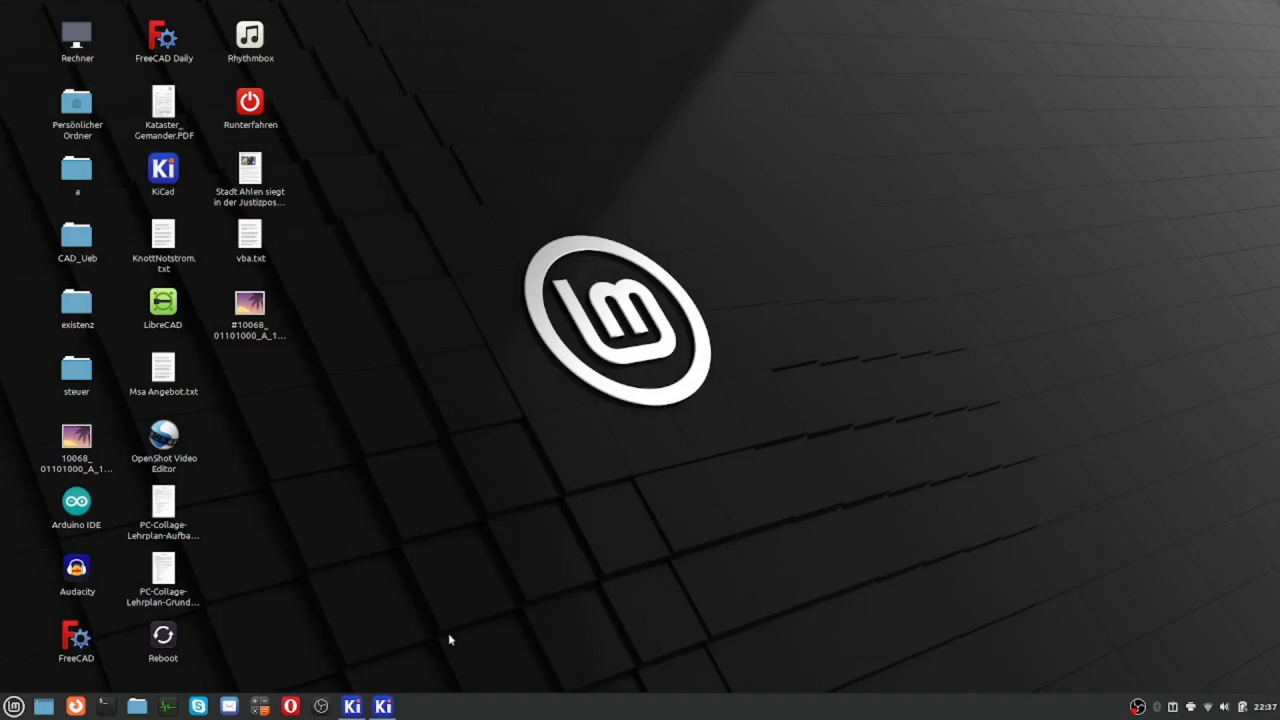 Rechner
FreeCAD Daily
Rhythmbox
Persönlicher
Ordner
Kataster_
Gemander.PDF
Runterfahren
a
Ki
KiCad
Stadt Ahlen siegt
in der Justizpos...
CAD_Ueb
KnottNotstrom.
txt
vba.txt
existenz
LibreCAD
#10068_
01101000_A_1...
steuer
Msa Angebot.txt
10068_
01101000_A_1...
OpenShot Video
Editor
Arduino IDE
PC-Collage-
Lehrplan-Aufba...
Audacity
PC-Collage-
Lehrplan-Grund...
FreeCAD
Reboot
Ki
Ki
22:37